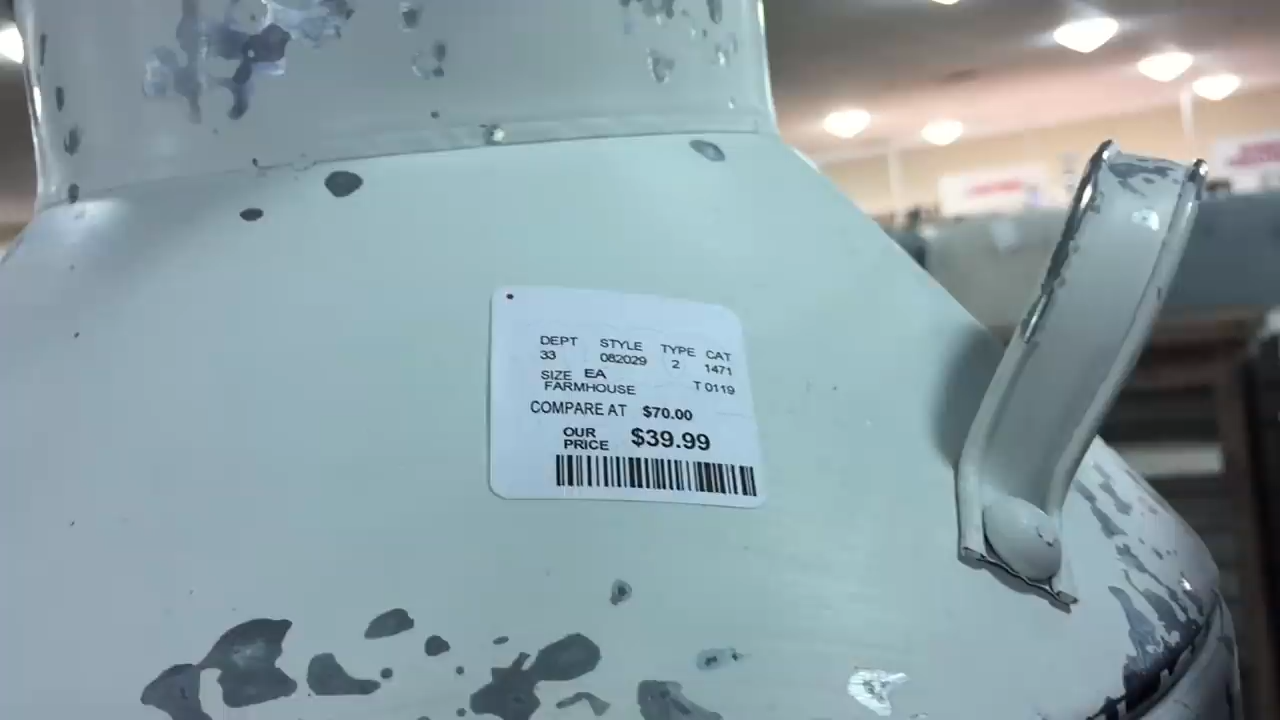 DEPT STYLE TYPE CAT
33 082029 2 1471
SIZE EA
FARMHOUSE T 0119
COMPARE AT $70.00
OUR PRICE $39.99